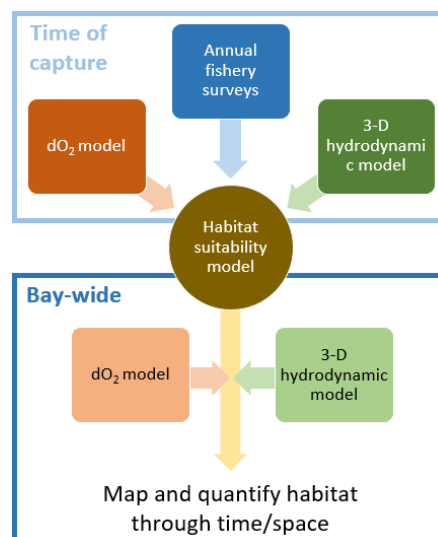 Time of
capture
Annual
fishery
surveys
dO₂ model
3-D
hydrodynami
c model
Habitat
suitability
model
Bay-wide
dO₂ model
3-D
hydrodynamic
model
Map and quantify habitat
through time/space